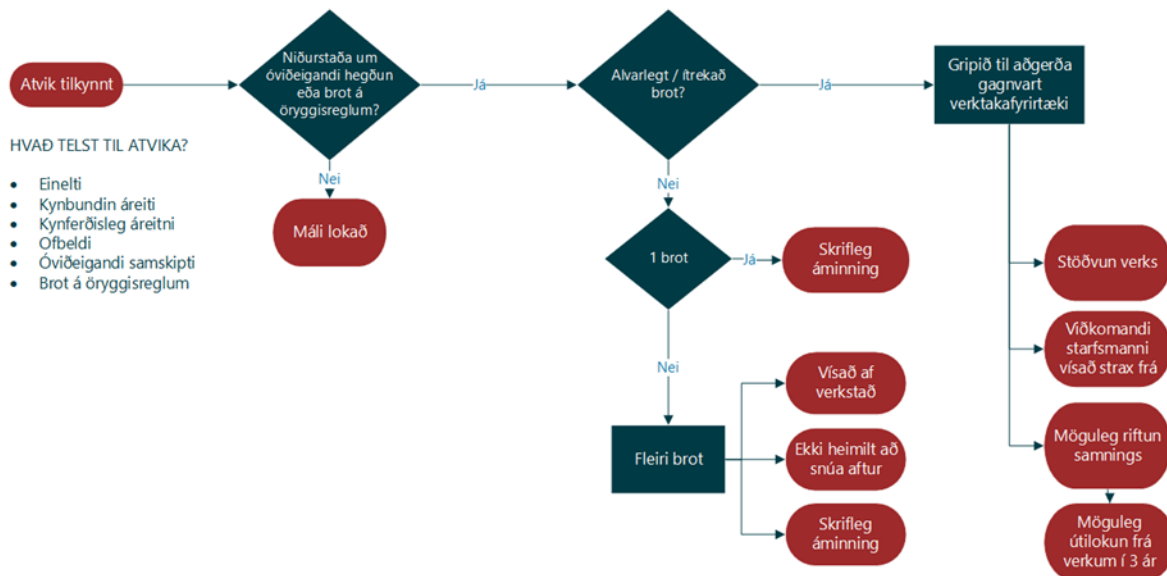 Atvik tilkynnt
Niðurstaða um
óviðeigandi hegðun
eða brot á
öryggisreglum?
Já
Alvarlegt / ítrekað
brot?
Já
Gripið til aðgerða
gagnvart
verktakafyrirtæki
HVAÐ TELST TIL ATVIKA?
• Einelti
• Kynbundin áreiti
• Kynferðisleg áreitni
• Ofbeldi
• Óviðeigandi samskipti
• Brot á öryggisreglum
Nei
Máli lokað
Nei
1 brot
Já
Skrifleg
áminning
Nei
Fleiri brot
Vísað af
verkstað
Ekki heimilt að
snúa aftur
Skrifleg
áminning
Stöðvun verks
Viðkomandi
starfsmanni
vísað strax frá
Möguleg riftun
samnings
Möguleg
útilokun frá
verkum í 3 ár